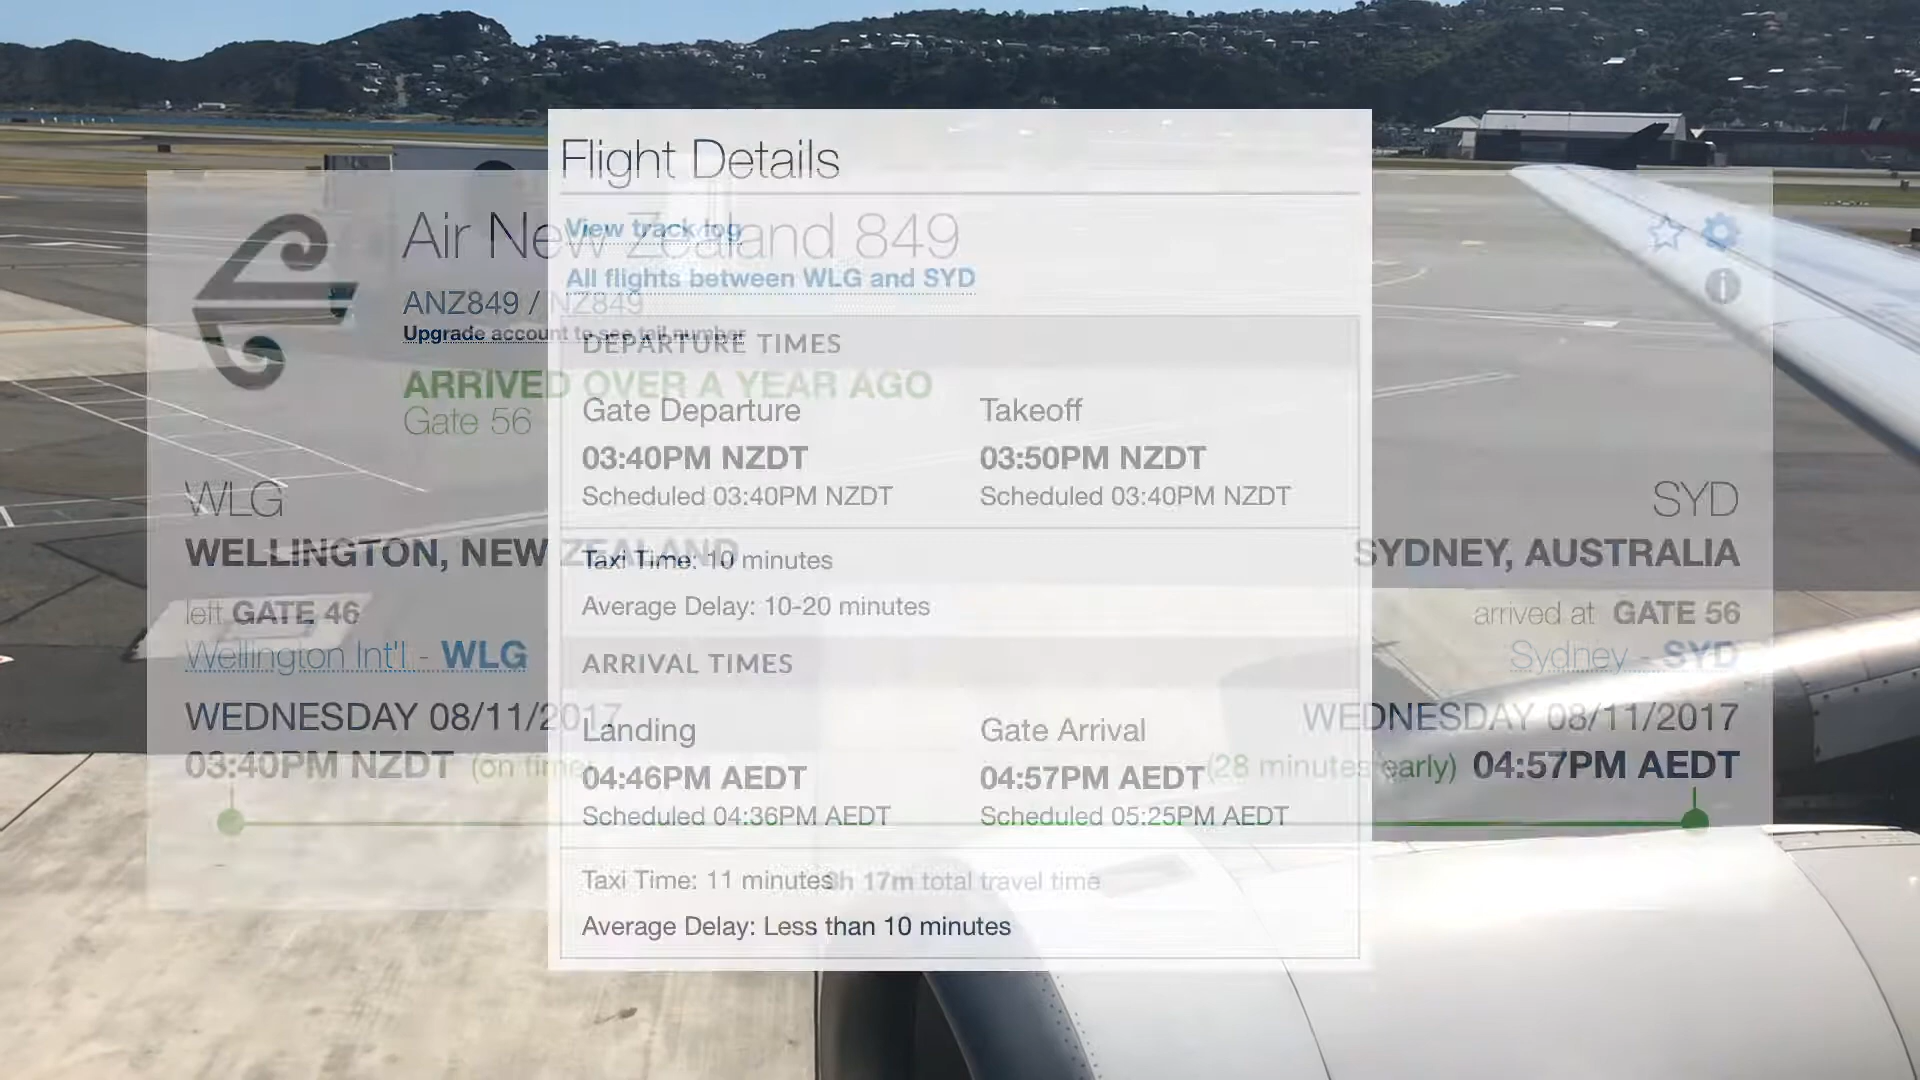 Flight Details
View track log
All flights between WLG and SYD
DEPARTURE TIMES
Gate Departure
Takeoff
03:40PM NZDT
03:50PM NZDT
Scheduled 03:40PM NZDT
Scheduled 03:40PM NZDT
Taxi Time: 10 minutes
Average Delay: 10-20 minutes
ARRIVAL TIMES
Landing
Gate Arrival
04:46PM AEDT
04:57PM AEDT
Scheduled 04:36PM AEDT
Scheduled 05:25PM AEDT
Taxi Time: 11 minutes
Average Delay: Less than 10 minutes
Air New Zealand 849
ANZ849 / NZ849
Upgrade account to see tail number
ARRIVED OVER A YEAR AGO
Gate 56
WLG
WELLINGTON, NEW ZEALAND
left GATE 46
Wellington Int'l - WLG
WEDNESDAY 08/11/2017
03:40PM NZDT (on time)
SYD
SYDNEY, AUSTRALIA
arrived at GATE 56
Sydney - SYD
WEDNESDAY 08/11/2017
(28 minutes early) 04:57PM AEDT
3h 17m total travel time